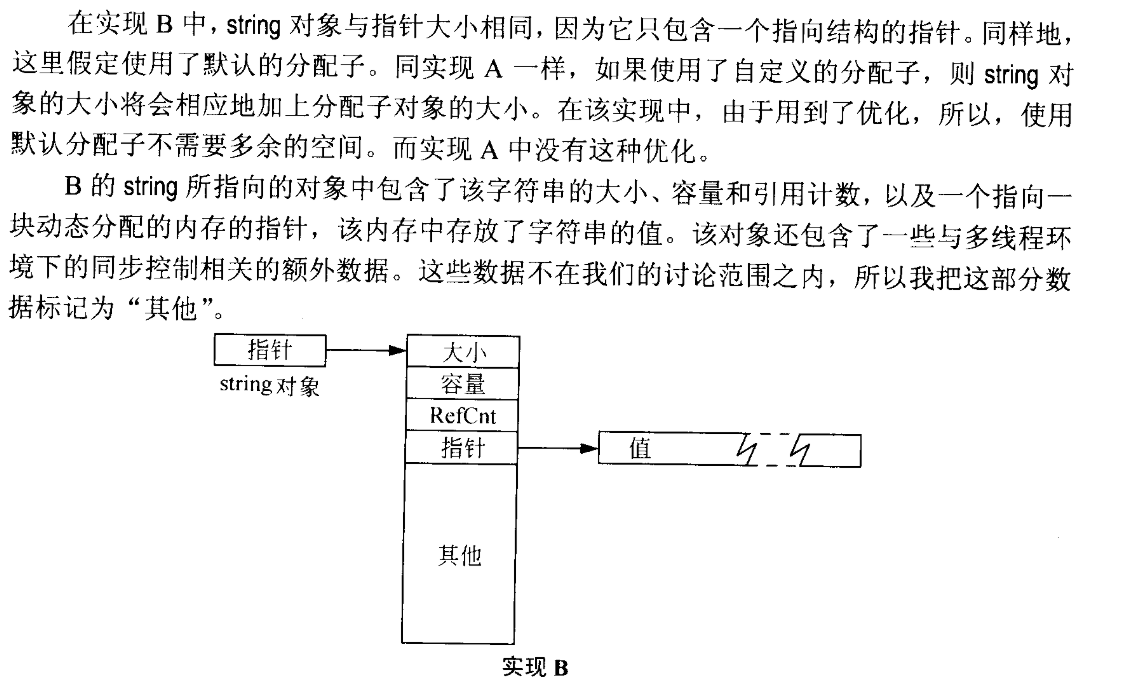 在实现 B 中，string 对象与指针大小相同，因为它只包含一个指向结构的指针。同样地，
这里假定使用了默认的分配子。同实现 A 一样，如果使用了自定义的分配子，则 string 对
象的大小将会相应地加上分配子对象的大小。在该实现中，由于用到了优化，所以，使用
默认分配子不需要多余的空间。而实现 A 中没有这种优化。
B 的 string 所指向的对象中包含了该字符串的大小、容量和引用计数，以及一个指向一
块动态分配的内存的指针，该内存中存放了字符串的值。该对象还包含了一些与多线程环
境下的同步控制相关的额外数据。这些数据不在我们的讨论范围之内，所以我把这部分数
据标记为“其他”。
指针
大小
string对象
容量
RefCnt
指针
值
其他
实现 B